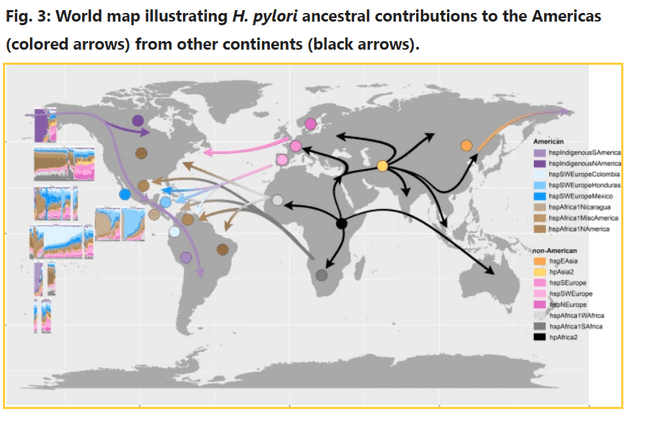 Fig. 3: World map illustrating H. pylori ancestral contributions to the Americas
(colored arrows) from other continents (black arrows).
American
hspIndigenousSAmerica
hspIndigenousNAmerica
hspSWEuropeColombia
hspSWEuropeHonduras
hspSWEuropeMexico
hspAfrica1Nicaragua
hspAfrica1MiscAmerica
hspAfrica1NAmerica
non-American
hspEAsia
hpAsia2
hspSEurope
hspSWEurope
hspNEurope
hspAfrica1WAfrica
hspAfrica1SAfrica
hpAfrica2